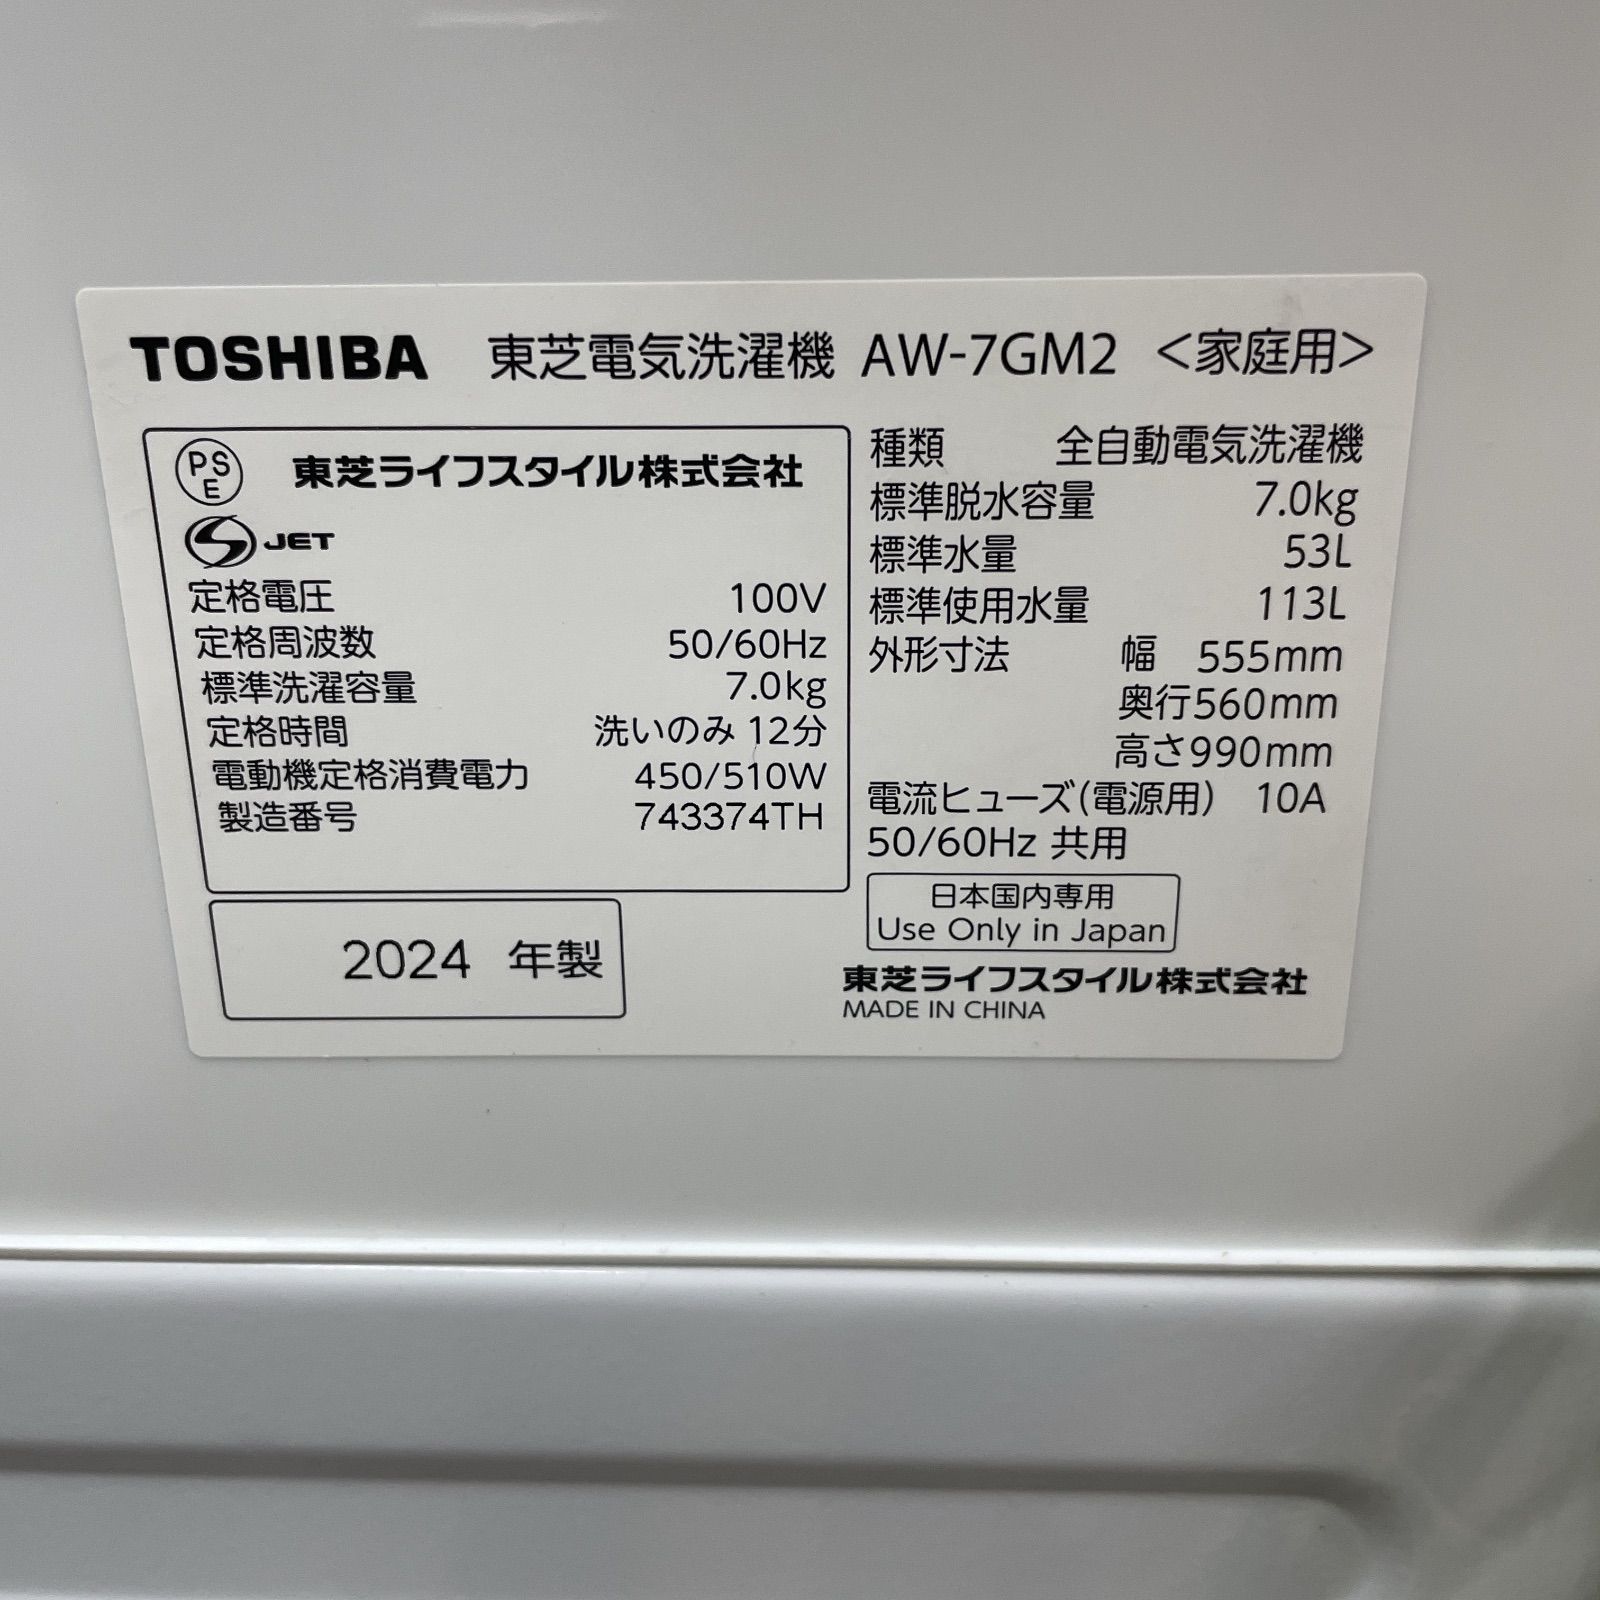 TOSHIBA 東芝電気洗濯機 AW-7GM2 <家庭用>
PSE 東芝ライフスタイル株式会社
S JET
定格電圧 100V
定格周波数 50/60Hz
標準洗濯容量 7.0kg
定格時間 洗いのみ 12分
電動機定格消費電力 450/510W
製造番号 743374TH
2024 年製
種類 全自動電気洗濯機
標準脱水容量 7.0kg
標準水量 53L
標準使用水量 113L
外形寸法 幅 555mm
奥行560mm
高さ990mm
電流ヒューズ(電源用) 10A
50/60Hz 共用
日本国内専用
Use Only in Japan
東芝ライフスタイル株式会社
MADE IN CHINA